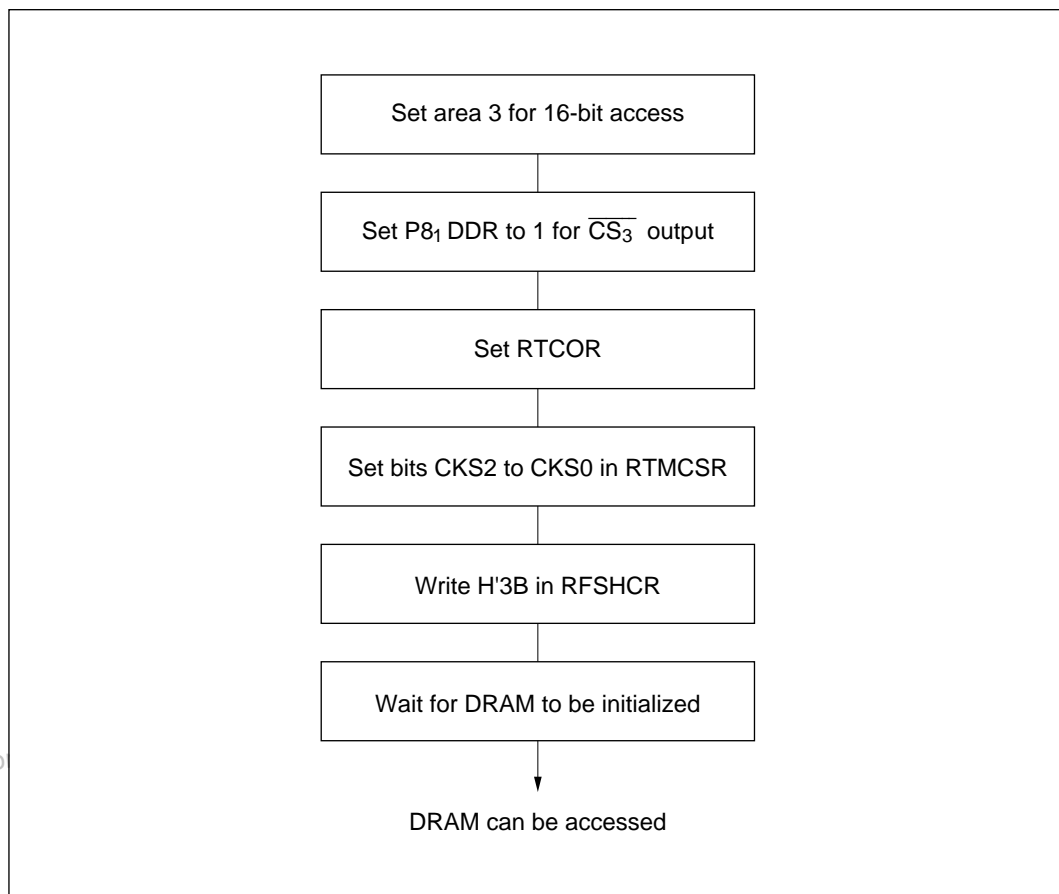 Set area 3 for 16-bit access
Set P8₁ DDR to 1 for C̅S̅₃̅ output
Set RTCOR
Set bits CKS2 to CKS0 in RTMCSR
Write H'3B in RFSHCR
Wait for DRAM to be initialized
DRAM can be accessed